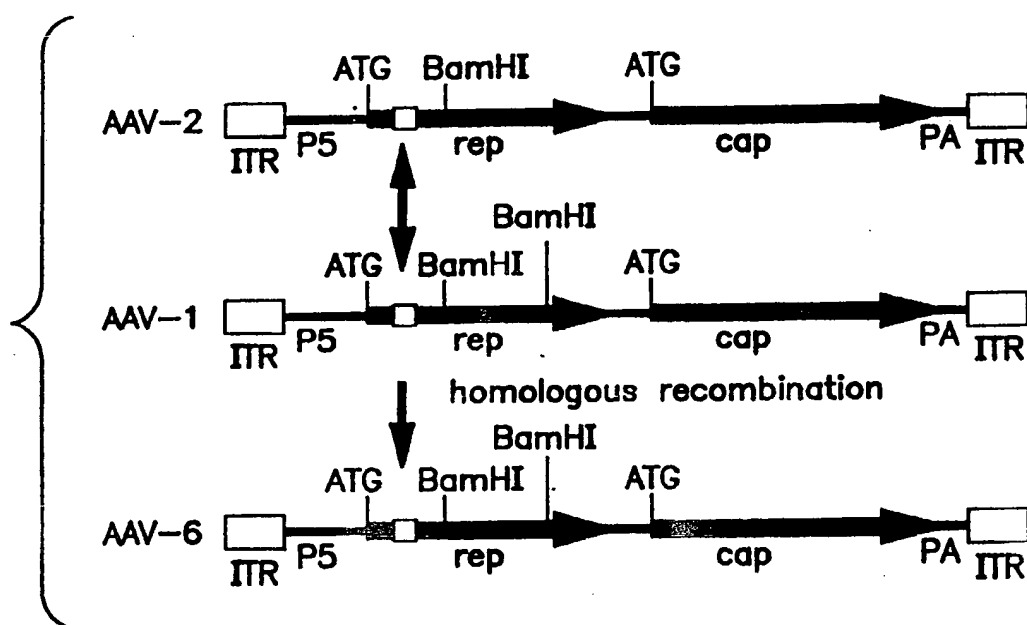 ATG BamHI ATG
AAV-2
ITR P5 rep cap PA ITR
BamHI
ATG BamHI ATG
AAV-1
ITR P5 rep cap PA ITR
homologous recombination
BamHI
ATG BamHI ATG
AAV-6
ITR P5 rep cap PA ITR